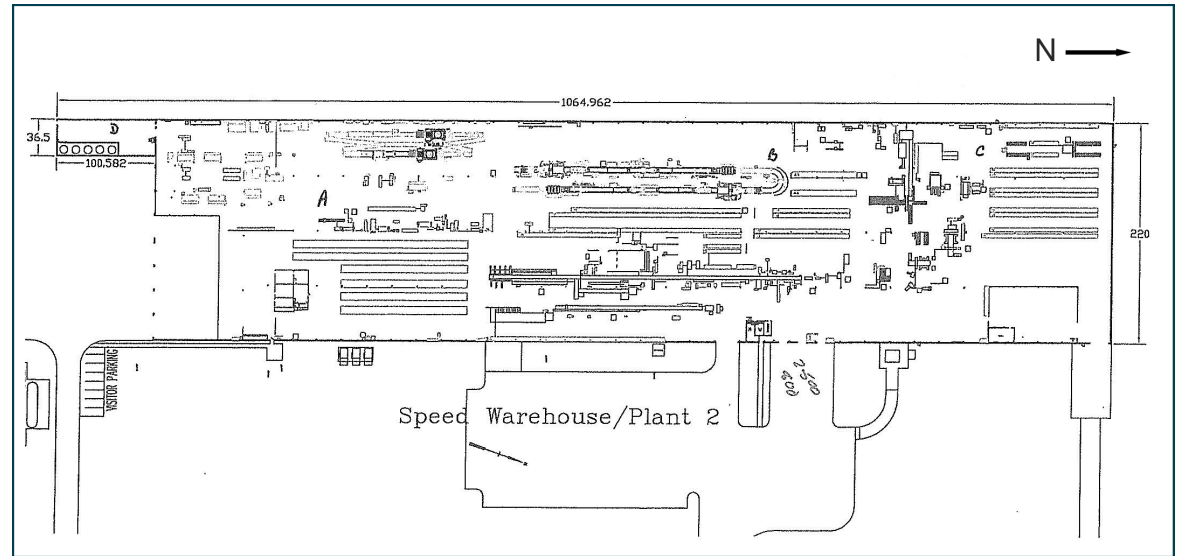 N
1064.962
36.5
D
100.582
B
C
A
220
VISITOR PARKING
Speed Warehouse/Plant 2